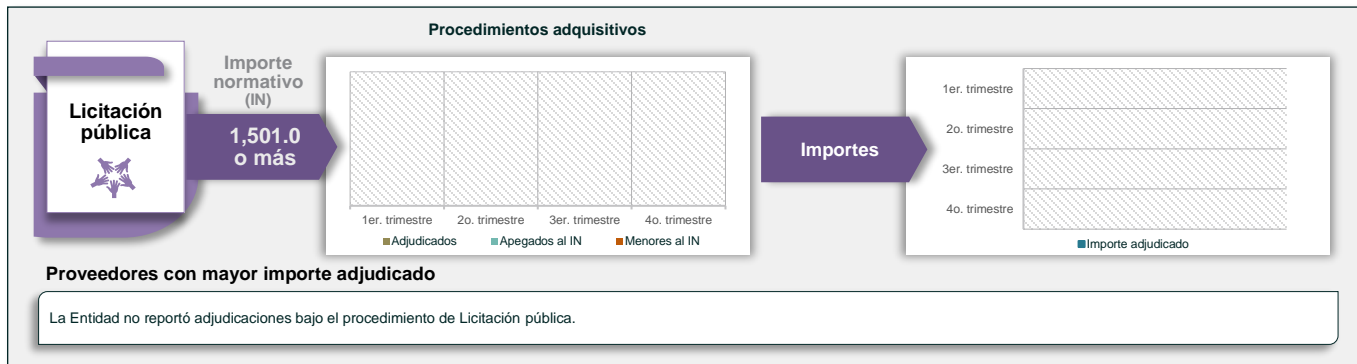 Procedimientos adquisitivos
Licitación
pública
Importe
normativo
(IN)
1,501.0
o más
1er. trimestre
2o. trimestre
3er. trimestre
4o. trimestre
Adjudicados
Apegados al IN
Menores al IN
Importes
1er. trimestre
2o. trimestre
3er. trimestre
4o. trimestre
Importe adjudicado
Proveedores con mayor importe adjudicado
La Entidad no reportó adjudicaciones bajo el procedimiento de Licitación pública.